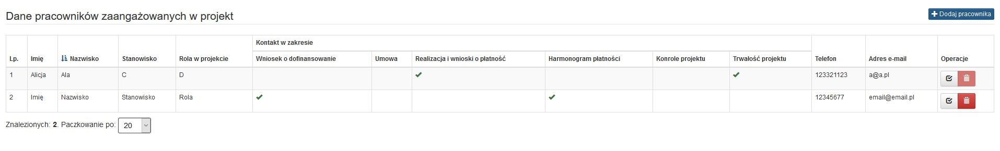 Dane pracowników zaangażowanych w projekt
Dodaj pracownika
Kontakt w zakresie
Lp. Imię Nazwisko Stanowisko Rola w projekcie Wniosek o dofinansowanie Umowa Realizacja i wnioski o płatność Harmonogram płatności Konrole projektu Trwałość projektu Telefon Adres e-mail Operacje
1 Alicja Ala C D 123321123 a@a.pl
2 Imię Nazwisko Stanowisko Rola 12345677 email@email.pl
Znalezionych: 2. Paczkowanie po: 20